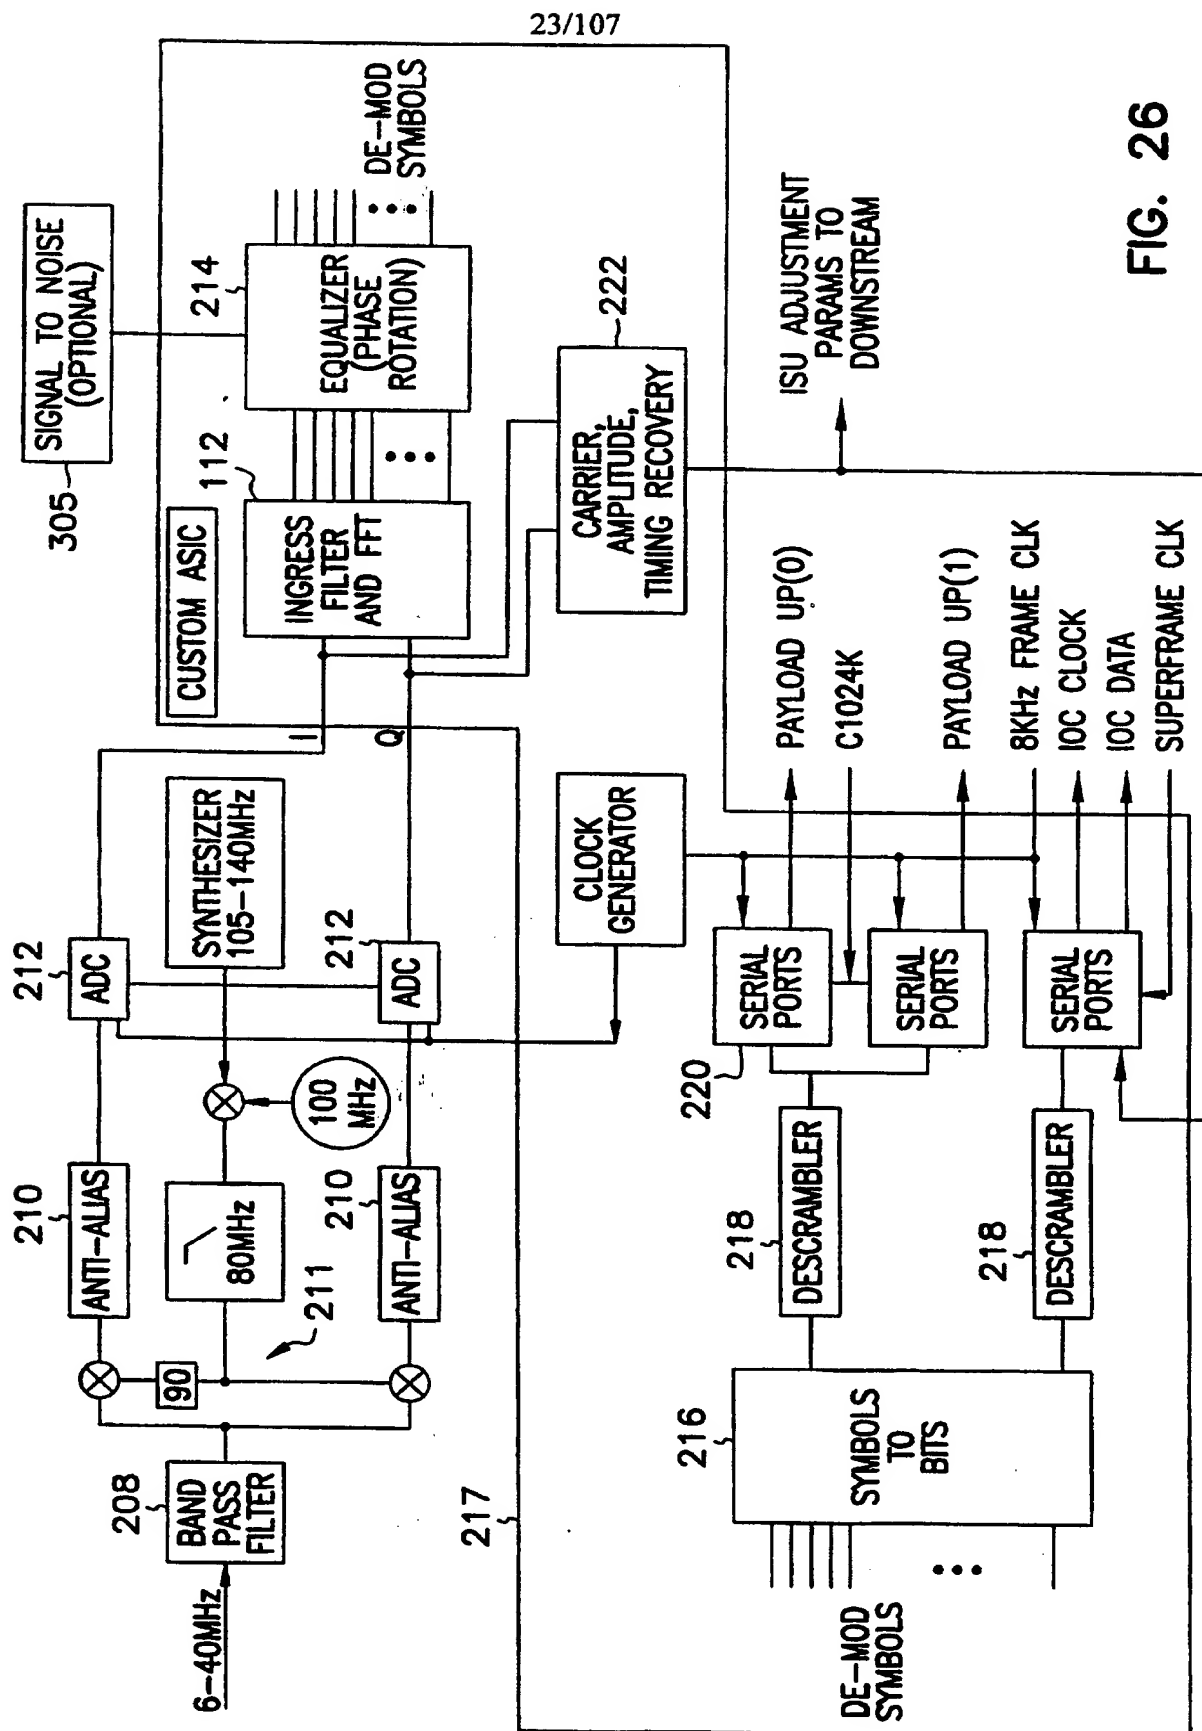 23/107
6-40MHz
208
BAND
PASS
FILTER
90
211
210
ANTI-ALIAS
80MHz
210
ANTI-ALIAS
100
MHz
212
ADC
SYNTHESIZER
105-140MHz
212
ADC
I
Q
CUSTOM ASIC
305
SIGNAL TO NOISE
(OPTIONAL)
112
INGRESS
FILTER
AND FFT
214
EQUALIZER
(PHASE
ROTATION)
DE-MOD
SYMBOLS
222
CARRIER,
AMPLITUDE,
TIMING RECOVERY
ISU ADJUSTMENT
PARAMS TO
DOWNSTREAM
CLOCK
GENERATOR
217
DE-MOD
SYMBOLS
216
SYMBOLS
TO
BITS
218
DESCRAMBLER
218
DESCRAMBLER
220
SERIAL
PORTS
SERIAL
PORTS
SERIAL
PORTS
PAYLOAD UP(0)
C1024K
PAYLOAD UP(1)
8KHz FRAME CLK
IOC CLOCK
IOC DATA
SUPERFRAME CLK
FIG. 26